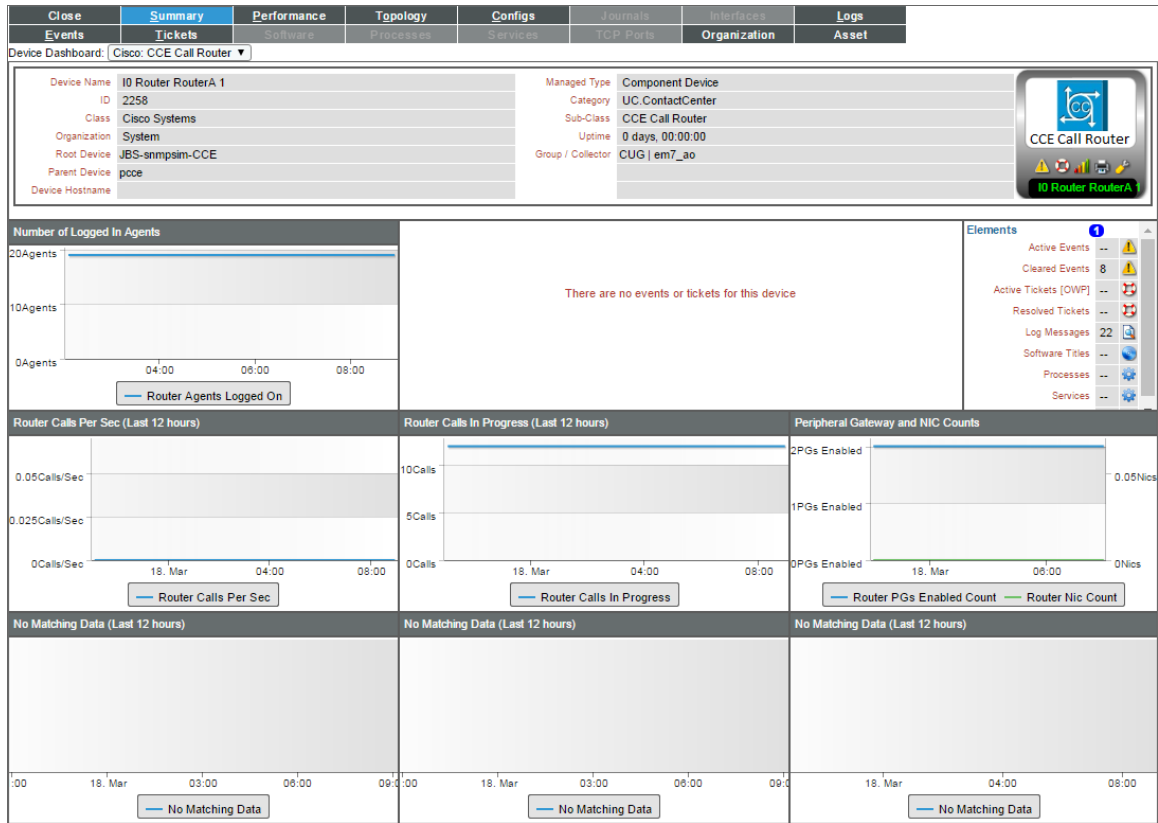 Close Summary Performance Topology Configs Journals Interfaces Logs
Events Tickets Software Processes Services TCP Ports Organization Asset
Device Dashboard: Cisco: CCE Call Router ▼
Device Name I0 Router RouterA 1 Managed Type Component Device
ID 2258 Category UC.ContactCenter
Class Cisco Systems Sub-Class CCE Call Router
Organization System Uptime 0 days, 00:00:00
Root Device JBS-snmpsim-CCE Group / Collector CUG | em7_ao
Parent Device pcce
Device Hostname
CC
CCE Call Router
I0 Router RouterA 1
Number of Logged In Agents
20Agents
10Agents
0Agents
04:00 06:00 08:00
Router Agents Logged On
There are no events or tickets for this device
Elements 1
Active Events --
Cleared Events 8
Active Tickets [OWP] --
Resolved Tickets --
Log Messages 22
Software Titles --
Processes --
Services --
Router Calls Per Sec (Last 12 hours)
0.05Calls/Sec
0.025Calls/Sec
0Calls/Sec
18. Mar 04:00 08:00
Router Calls Per Sec
Router Calls In Progress (Last 12 hours)
10Calls
5Calls
0Calls
18. Mar 04:00 08:00
Router Calls In Progress
Peripheral Gateway and NIC Counts
2PGs Enabled
0.05Nics
1PGs Enabled
0PGs Enabled 0Nics
18. Mar 06:00
Router PGs Enabled Count Router Nic Count
No Matching Data (Last 12 hours)
:00 18. Mar 03:00 06:00 09:0
No Matching Data
No Matching Data (Last 12 hours)
:00 18. Mar 03:00 06:00 09:0
No Matching Data
No Matching Data (Last 12 hours)
18. Mar 04:00 08:00
No Matching Data